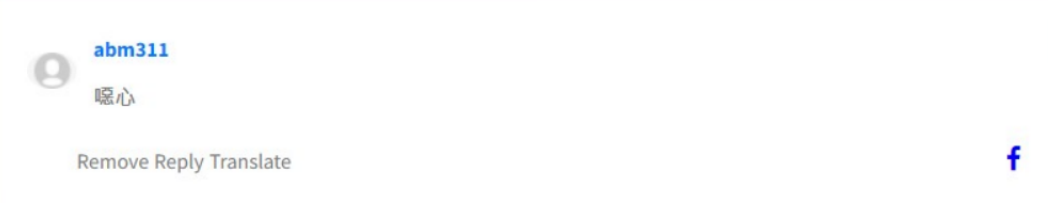 abm311
噁心
Remove Reply Translate